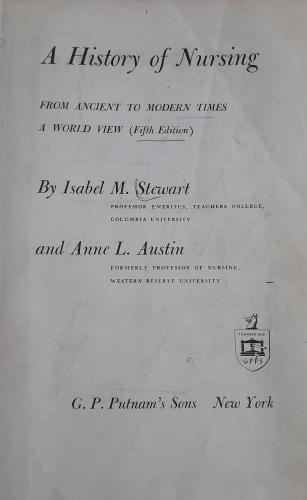 A History of Nursing
FROM ANCIENT TO MODERN TIMES
A WORLD VIEW (Fifth Edition)
By Isabel M. Stewart
PROFESSOR EMERITUS, TEACHERS COLLEGE,
COLUMBIA UNIVERSITY
and Anne L. Austin
FORMERLY PROFESSOR OF NURSING,
WESTERN RESERVE UNIVERSITY
GPPS
G. P. Putnam's Sons New York